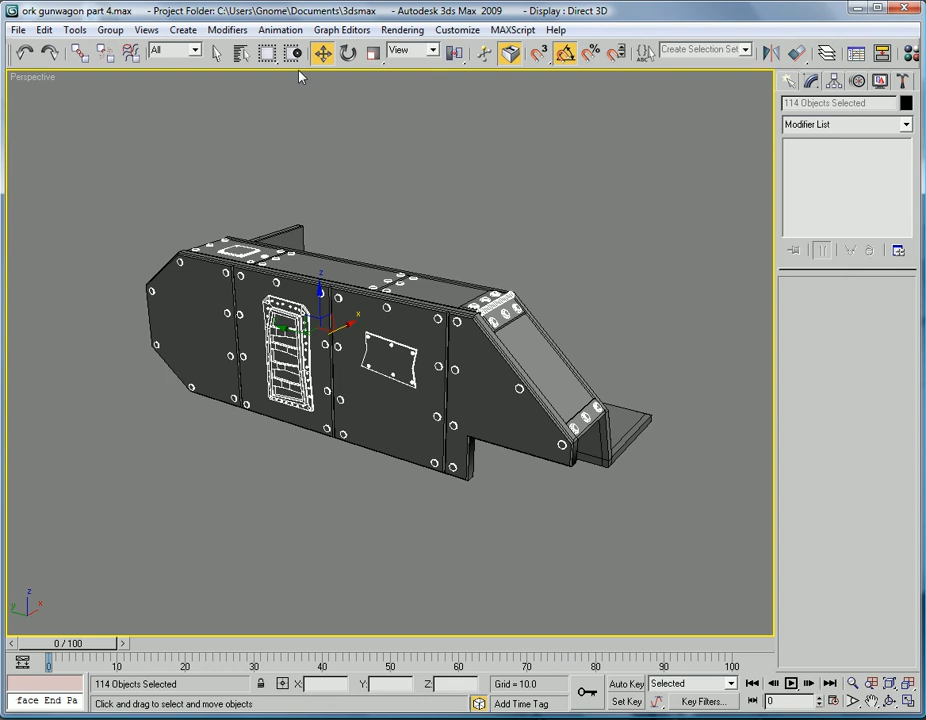 ork gunwagon part 4.max - Project Folder: C:\Users\Gnome\Documents\3dsmax - Autodesk 3ds Max 2009 - Display : Direct 3D
File Edit Tools Group Views Create Modifiers Animation Graph Editors Rendering Customize MAXScript Help
All View 3 % ABC Create Selection Set
Perspective
114 Objects Selected
Modifier List
z
x
z
y x
0 / 100
0 10 20 30 40 50 60 70 80 90 100
114 Objects Selected X: Y: Z: Grid = 10.0 Auto Key Selected
face End Pa Click and drag to select and move objects Add Time Tag Set Key Key Filters... 0